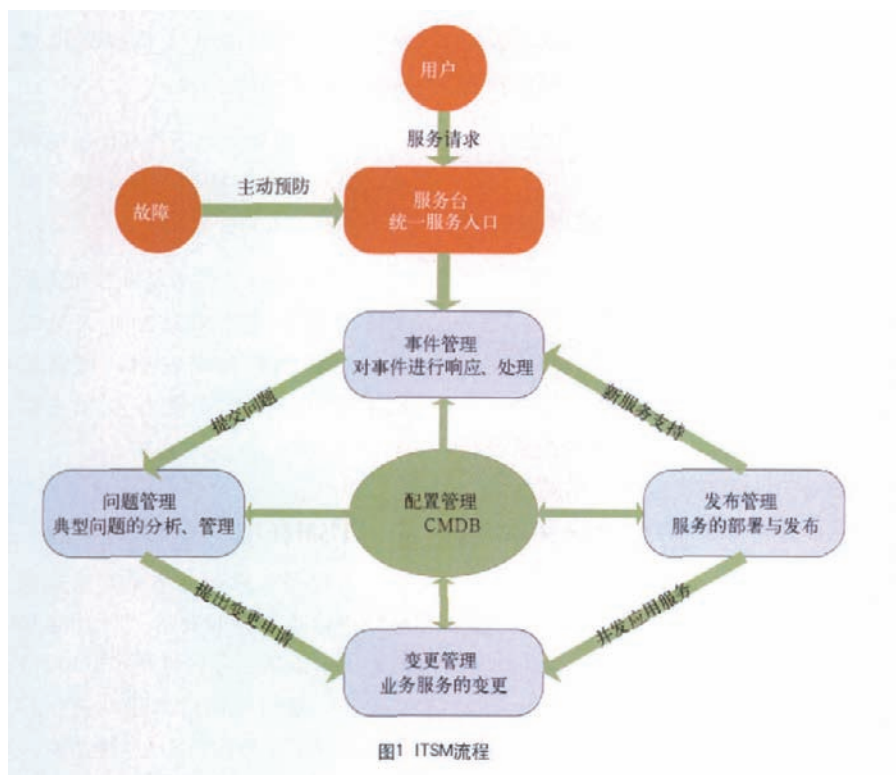 用户
服务请求
主动预防
故障
服务台
统一服务入口
事件管理
对事件进行响应、处理
提交问题
新服务支持
问题管理
典型问题的分析、管理
配置管理
CMDB
发布管理
服务的部署与发布
提出变更申请
并发应用服务
变更管理
业务服务的变更
图1 ITSM流程